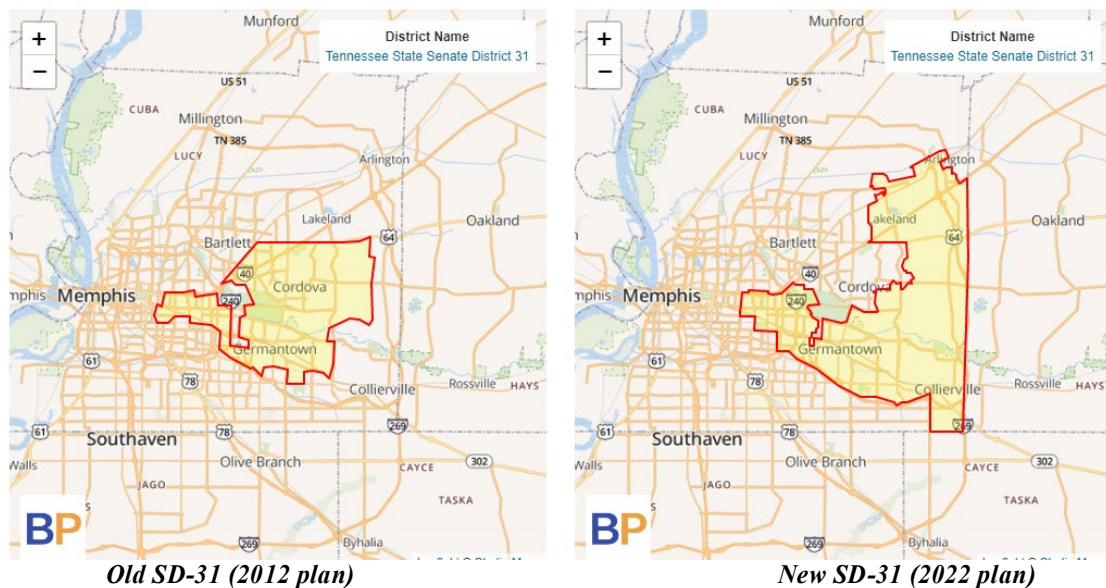 +
−
District Name
Tennessee State Senate District 31
Munford
US 51
CUBA
Millington
TN 385
LUCY
Arlington
Lakeland
Oakland
Bartlett
64
40
Cordova
Memphis
240
Germantown
61
78
Collierville
Rossville
HAYS
61
Southaven
78
269
Walls
Olive Branch
CAYCE
302
JAGO
TASKA
BP
269
Byhalia
Old SD-31 (2012 plan)
+
−
District Name
Tennessee State Senate District 31
Munford
US 51
CUBA
Millington
TN 385
LUCY
Arlington
akeland
Oakland
Bartlett
64
40
Cordova
mphis
Memphis
240
Germantown
61
78
Collierville
Rossville
HAYS
61
Southaven
78
269
Walls
Olive Branch
CAYCE
302
JAGO
TASKA
BP
269
Byhalia
New SD-31 (2022 plan)